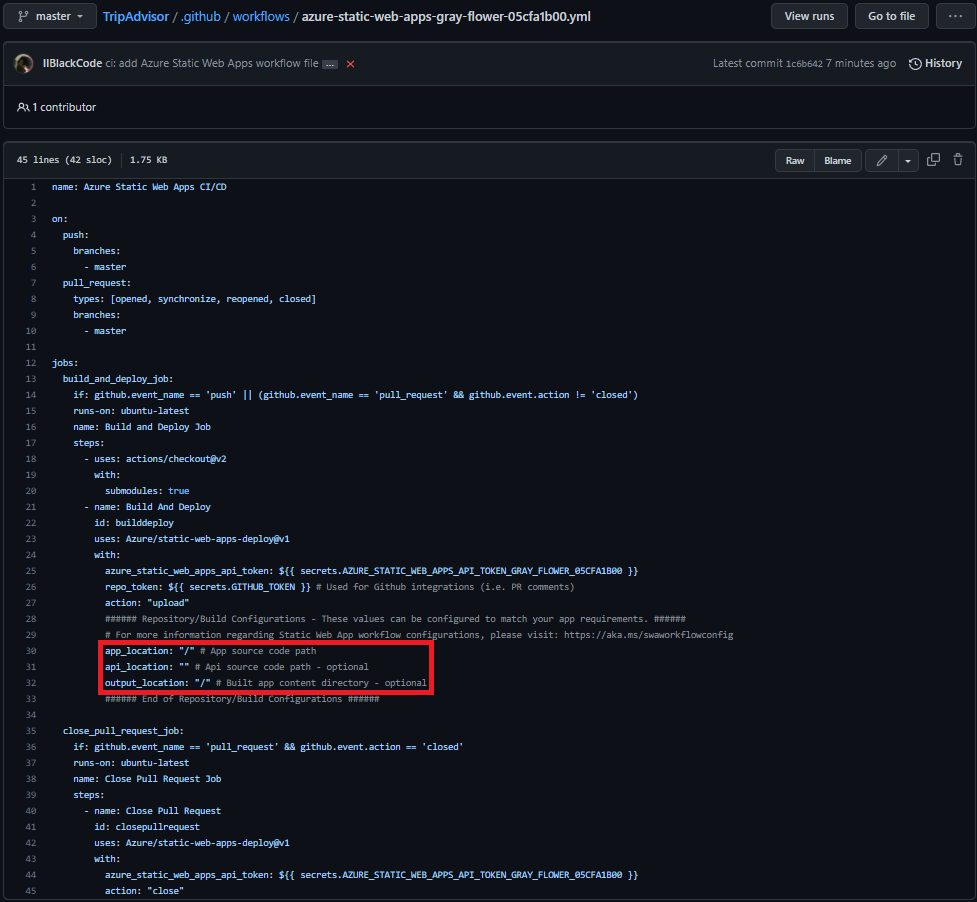 master TripAdvisor / .github / workflows / azure-static-web-apps-gray-flower-05cfa1b00.yml View runs Go to file ...
IlBlackCode ci: add Azure Static Web Apps workflow file ... Latest commit 1c6b642 7 minutes ago History
1 contributor
45 lines (42 sloc) 1.75 KB Raw Blame
1 name: Azure Static Web Apps CI/CD
2
3 on:
4 push:
5 branches:
6 - master
7 pull_request:
8 types: [opened, synchronize, reopened, closed]
9 branches:
10 - master
11
12 jobs:
13 build_and_deploy_job:
14 if: github.event_name == 'push' || (github.event_name == 'pull_request' && github.event.action != 'closed')
15 runs-on: ubuntu-latest
16 name: Build and Deploy Job
17 steps:
18 - uses: actions/checkout@v2
19 with:
20 submodules: true
21 - name: Build And Deploy
22 id: builddeploy
23 uses: Azure/static-web-apps-deploy@v1
24 with:
25 azure_static_web_apps_api_token: ${{ secrets.AZURE_STATIC_WEB_APPS_API_TOKEN_GRAY_FLOWER_05CFA1B00 }}
26 repo_token: ${{ secrets.GITHUB_TOKEN }} # Used for Github integrations (i.e. PR comments)
27 action: "upload"
28 ###### Repository/Build Configurations - These values can be configured to match your app requirements. ######
29 # For more information regarding Static Web App workflow configurations, please visit: https://aka.ms/swaworkflowconfig
30 app_location: "/" # App source code path
31 api_location: "" # Api source code path - optional
32 output_location: "/" # Built app content directory - optional
33 ###### End of Repository/Build Configurations ######
34
35 close_pull_request_job:
36 if: github.event_name == 'pull_request' && github.event.action == 'closed'
37 runs-on: ubuntu-latest
38 name: Close Pull Request Job
39 steps:
40 - name: Close Pull Request
41 id: closepullrequest
42 uses: Azure/static-web-apps-deploy@v1
43 with:
44 azure_static_web_apps_api_token: ${{ secrets.AZURE_STATIC_WEB_APPS_API_TOKEN_GRAY_FLOWER_05CFA1B00 }}
45 action: "close"